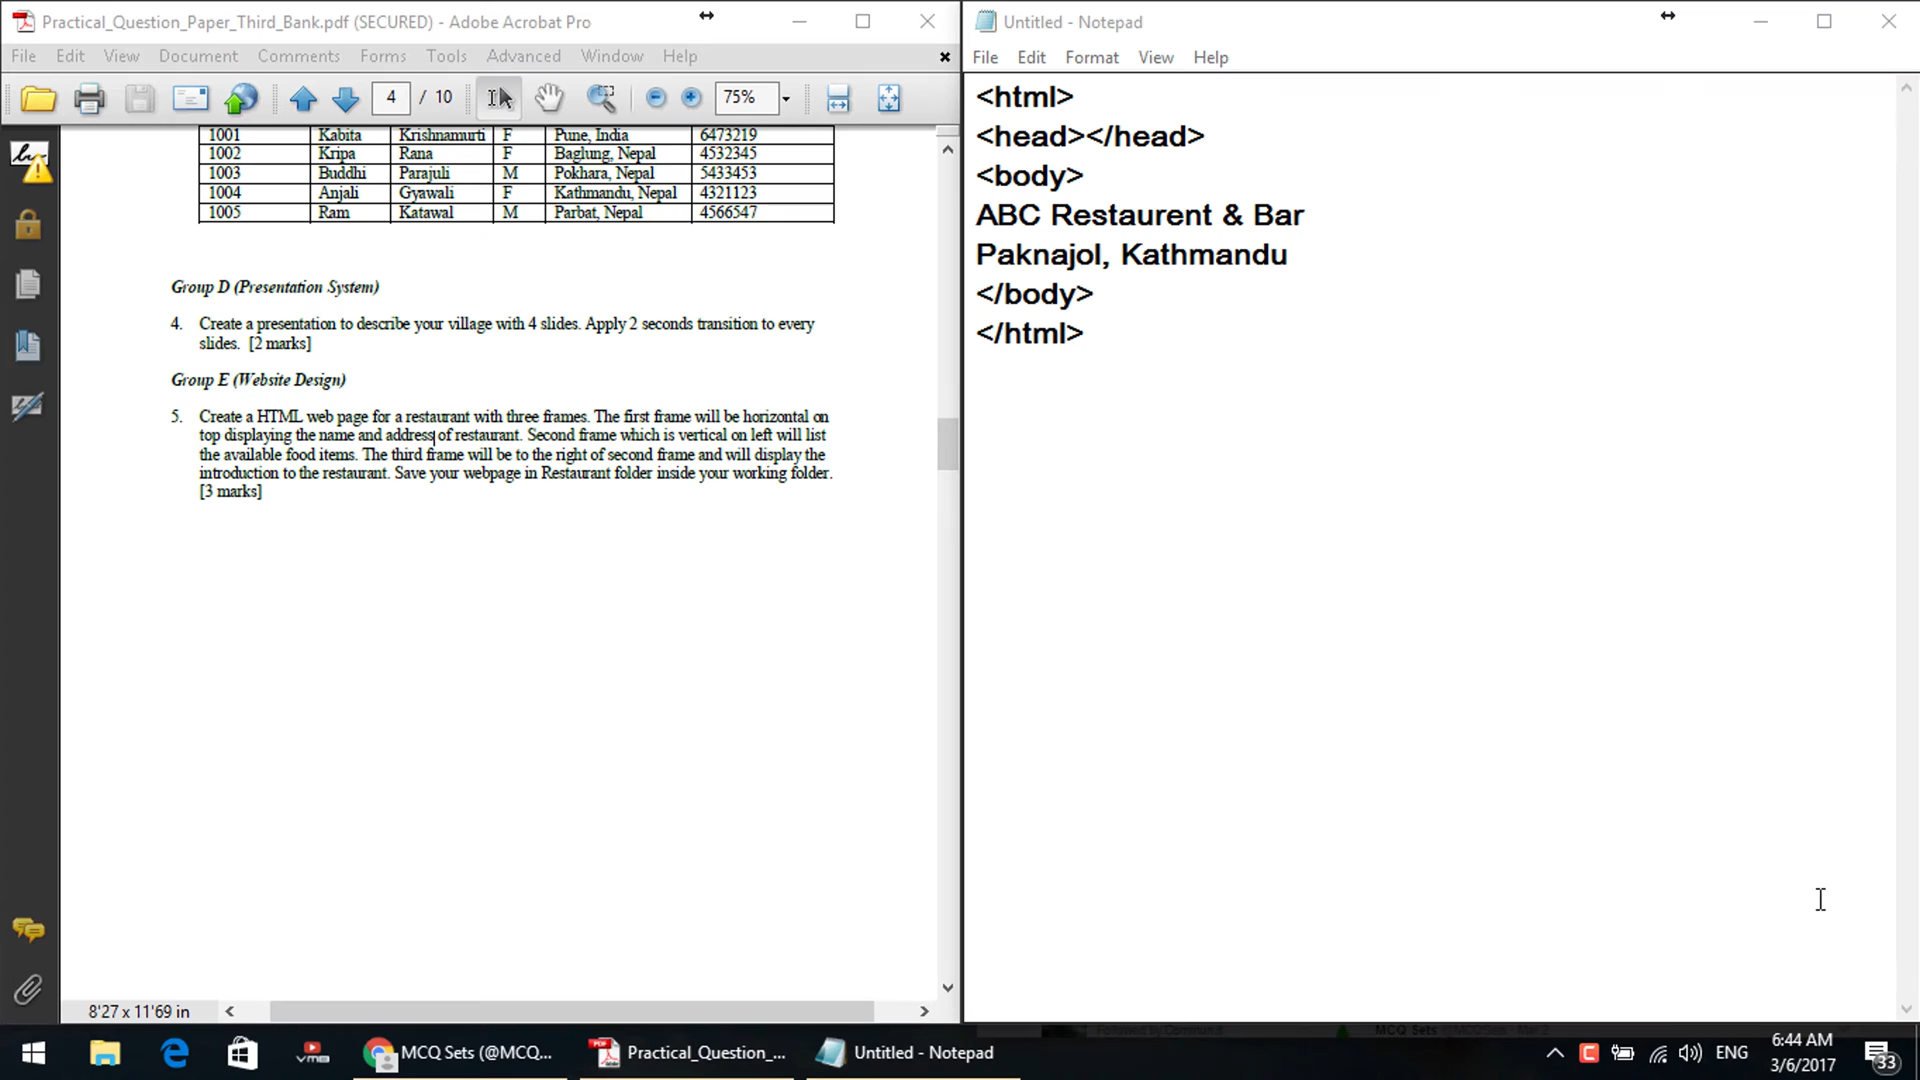 Practical_Question_Paper_Third_Bank.pdf (SECURED) - Adobe Acrobat Pro
File Edit View Document Comments Forms Tools Advanced Window Help
4 / 10 75%
1001 Kabita Krishnamurti F Pune, India 6473219
1002 Kripa Rana F Baglung, Nepal 4532345
1003 Buddhi Parajuli M Pokhara, Nepal 5433453
1004 Anjali Gyawali F Kathmandu, Nepal 4321123
1005 Ram Katawal M Parbat, Nepal 4566547
Group D (Presentation System)
4. Create a presentation to describe your village with 4 slides. Apply 2 seconds transition to every
slides. [2 marks]
Group E (Website Design)
5. Create a HTML web page for a restaurant with three frames. The first frame will be horizontal on
top displaying the name and address of restaurant. Second frame which is vertical on left will list
the available food items. The third frame will be to the right of second frame and will display the
introduction to the restaurant. Save your webpage in Restaurant folder inside your working folder.
[3 marks]
8'27 x 11'69 in
Untitled - Notepad
File Edit Format View Help
<html>
<head></head>
<body>
ABC Restaurent & Bar
Paknajol, Kathmandu
</body>
</html>
MCQ Sets (@MCQ...
Practical_Question_...
Untitled - Notepad
ENG
6:44 AM
3/6/2017
33